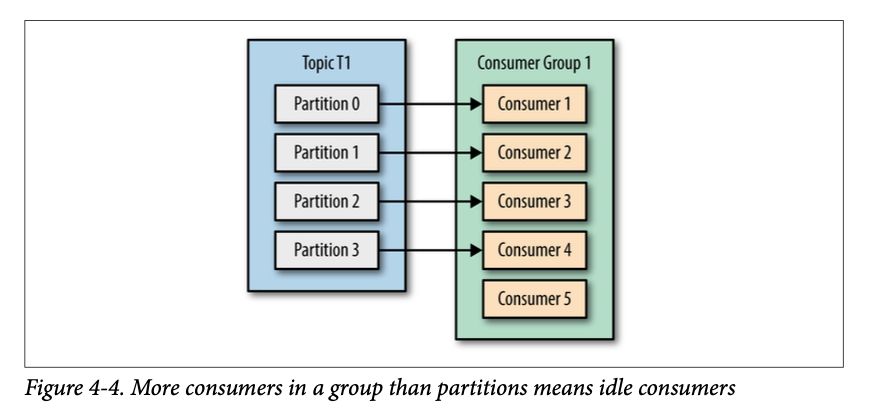 Topic T1
Partition 0
Partition 1
Partition 2
Partition 3
Consumer Group 1
Consumer 1
Consumer 2
Consumer 3
Consumer 4
Consumer 5
Figure 4-4. More consumers in a group than partitions means idle consumers